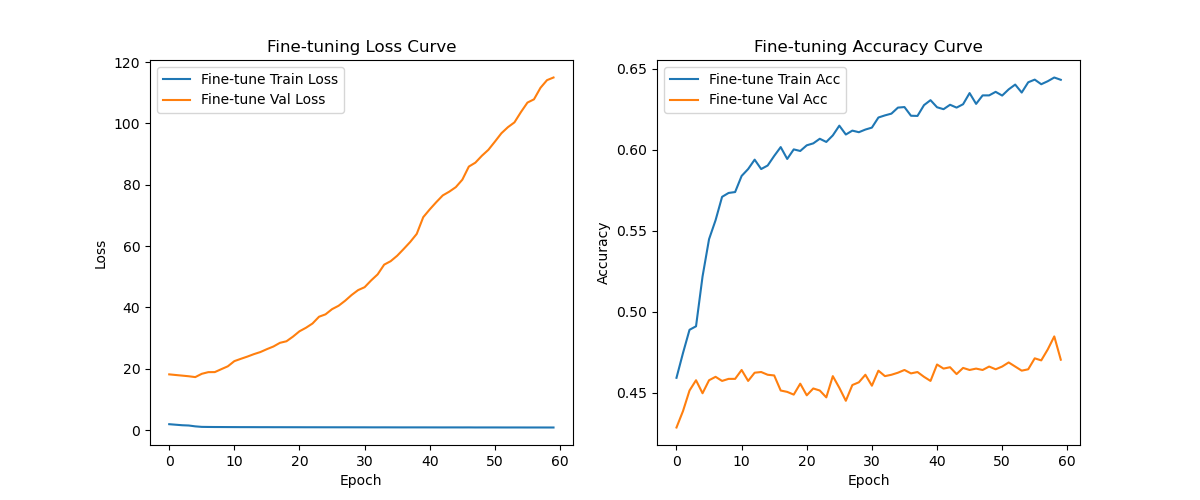 Fine-tuning Loss Curve
Fine-tune Train Loss
Fine-tune Val Loss
120
100
80
60
40
20
0
Loss
0 10 20 30 40 50 60
Epoch
Fine-tuning Accuracy Curve
Fine-tune Train Acc
Fine-tune Val Acc
0.65
0.60
0.55
0.50
0.45
Accuracy
0 10 20 30 40 50 60
Epoch